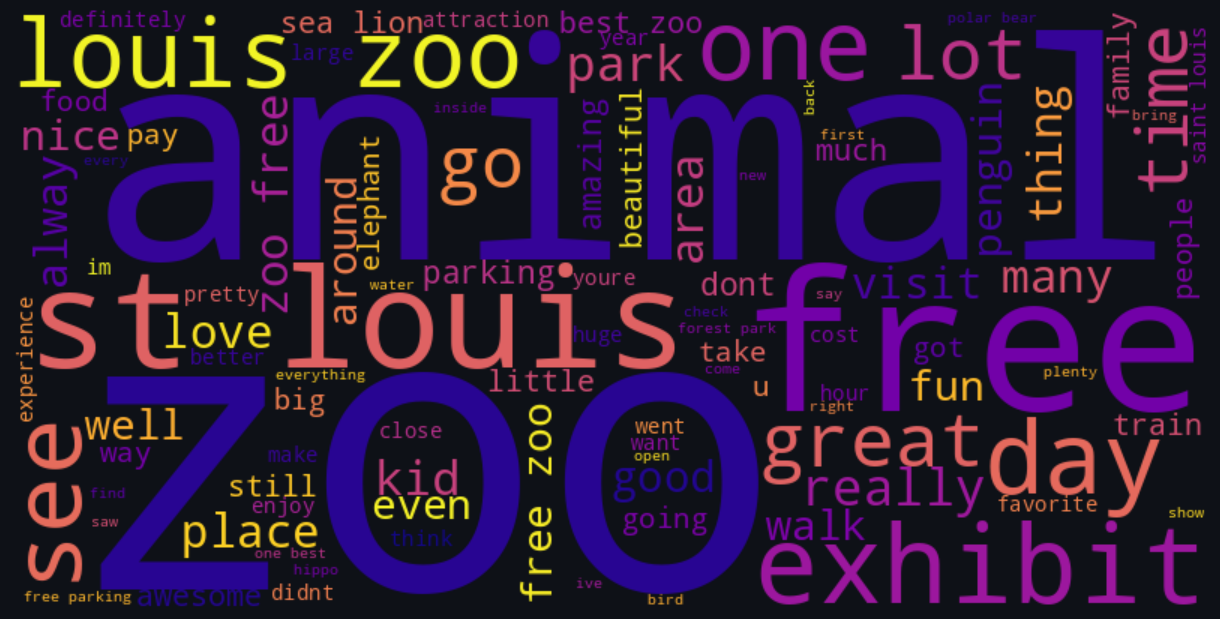 definitely
sea lion
attraction
best zoo
polar bear
louis zoo
large
year
park
one
lot
family
time
saint louis
food
animal
inside
back
bring
nice
pay
zoo free
elephant
go
amazing
beautiful
area
first
much
new
penguin
thing
every
alway
around
people
im
parking
youre
dont
say
visit
many
pretty
water
st louis
free
experience
love
better
huge
check
forest park
cost
got
take
come
everything
little
big
u
hour
right
fun
plenty
well
way
zoo
close
kid
even
think
free zoo
went
want
open
good
going
great
day
train
see
make
find
still
enjoy
saw
place
really
favorite
show
walk
exhibit
one best
hippo
free parking
awesome
didnt
ive
bird